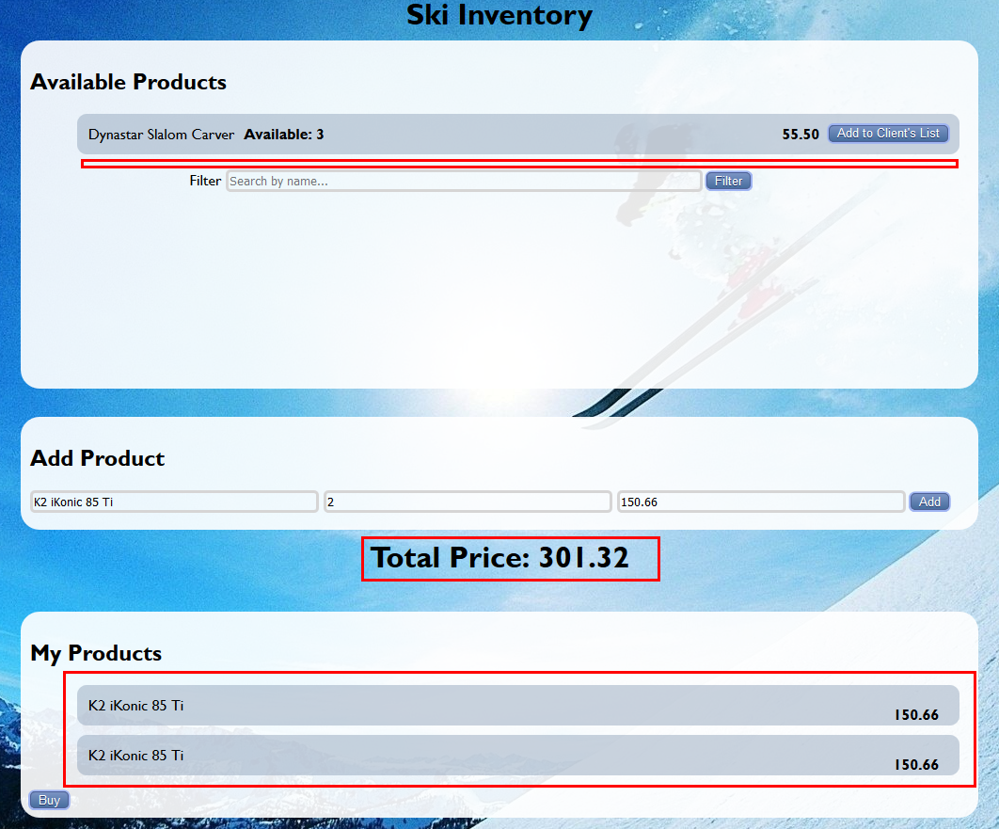 Ski Inventory
Available Products
Dynastar Slalom Carver Available: 3 55.50 Add to Client's List
Filter Search by name... Filter
Add Product
K2 iKonic 85 Ti 2 150.66 Add
Total Price: 301.32
My Products
K2 iKonic 85 Ti 150.66
K2 iKonic 85 Ti 150.66
Buy